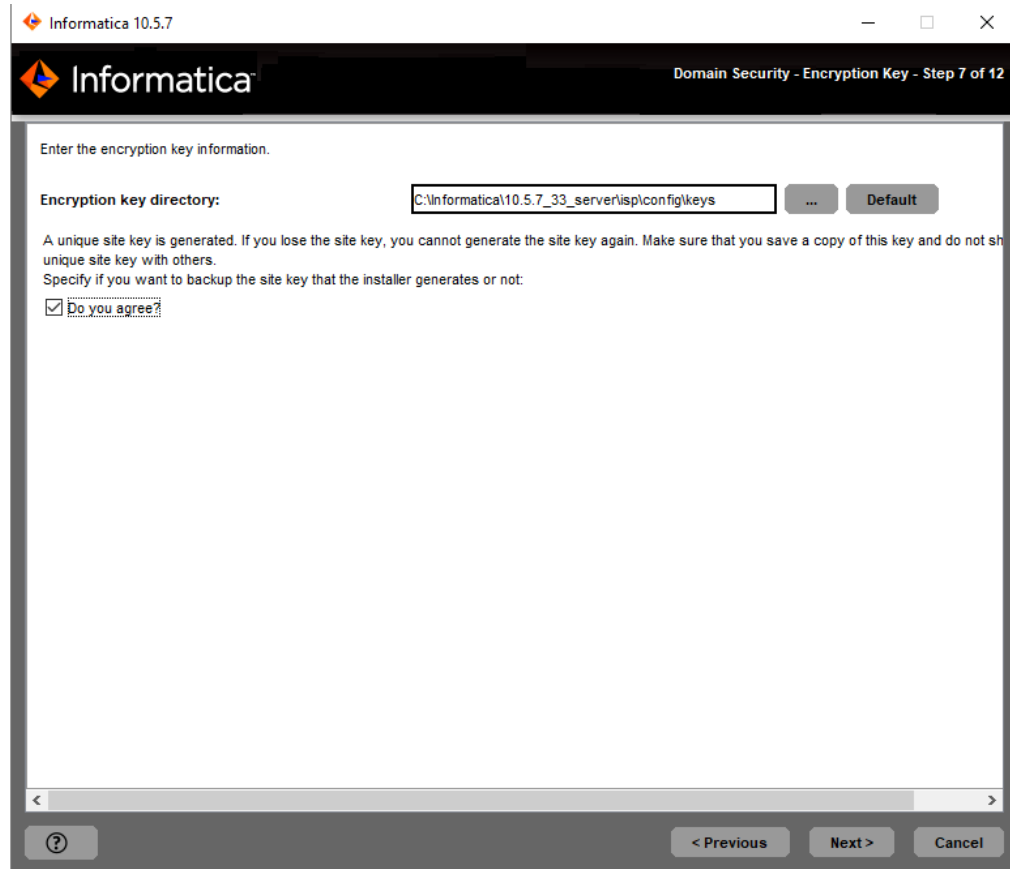 Informatica 10.5.7
Informatica
Domain Security - Encryption Key - Step 7 of 12
Enter the encryption key information.
Encryption key directory:
C:\Informatica\10.5.7_33_server\isp\config\keys
...
Default
A unique site key is generated. If you lose the site key, you cannot generate the site key again. Make sure that you save a copy of this key and do not sh
unique site key with others.
Specify if you want to backup the site key that the installer generates or not:
Do you agree?
?
< Previous
Next >
Cancel